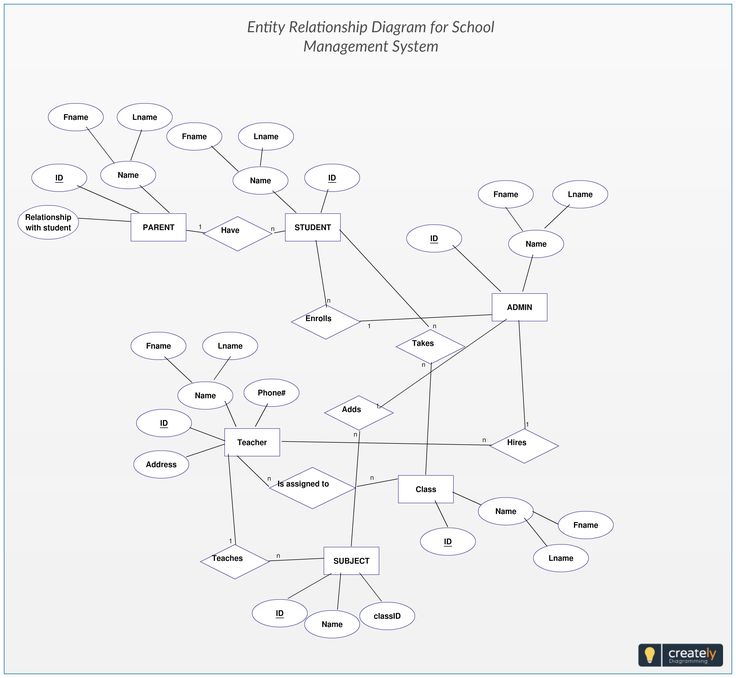 Entity Relationship Diagram for School
Management System
Fname
Lname
Fname
Lname
Name
Name
ID
ID
Fname
Lname
Relationship
with student
PARENT
1
Have
n
STUDENT
ID
Name
n
Enrolls
1
ADMIN
n
Takes
n
Fname
Lname
Name
Phone#
Adds
1
n
ID
Teacher
n
Hires
1
Address
n
Is assigned to
n
Class
Name
Fname
ID
Lname
1
Teaches
n
SUBJECT
ID
Name
classID
creately
Diagramming